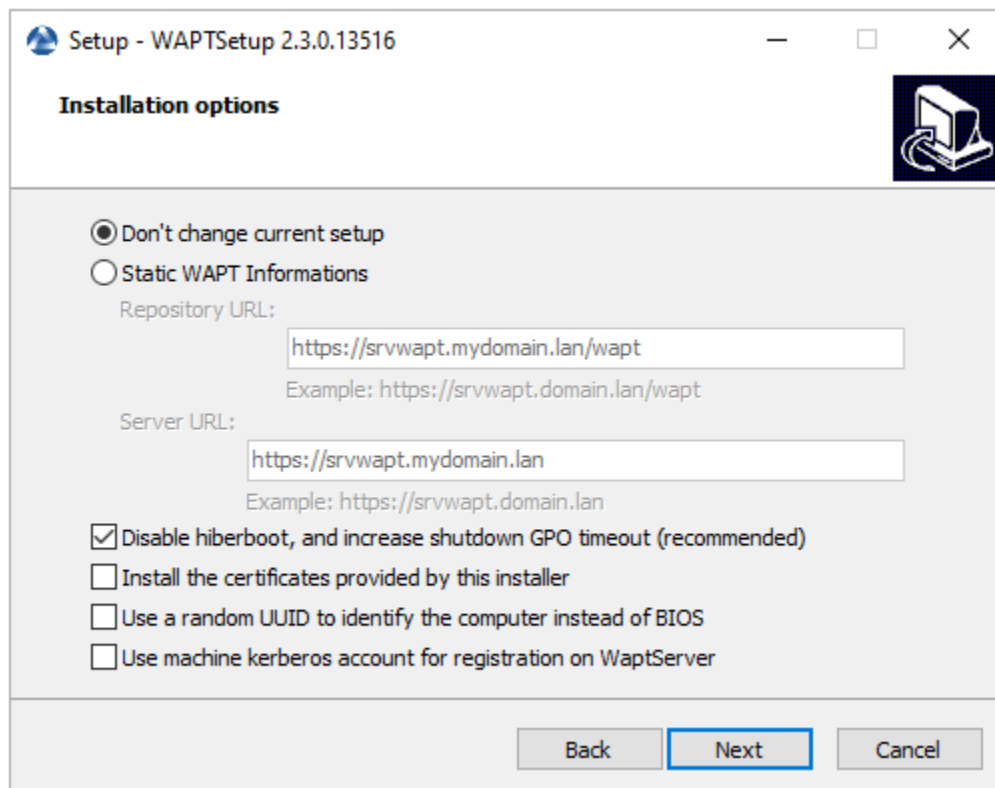 Setup - WAPTSetup 2.3.0.13516
Installation options
Don't change current setup
Static WAPT Informations
Repository URL:
https://srvwapt.mydomain.lan/wapt
Example: https://srvwapt.domain.lan/wapt
Server URL:
https://srvwapt.mydomain.lan
Example: https://srvwapt.domain.lan
Disable hiberboot, and increase shutdown GPO timeout (recommended)
Install the certificates provided by this installer
Use a random UUID to identify the computer instead of BIOS
Use machine kerberos account for registration on WaptServer
Back Next Cancel